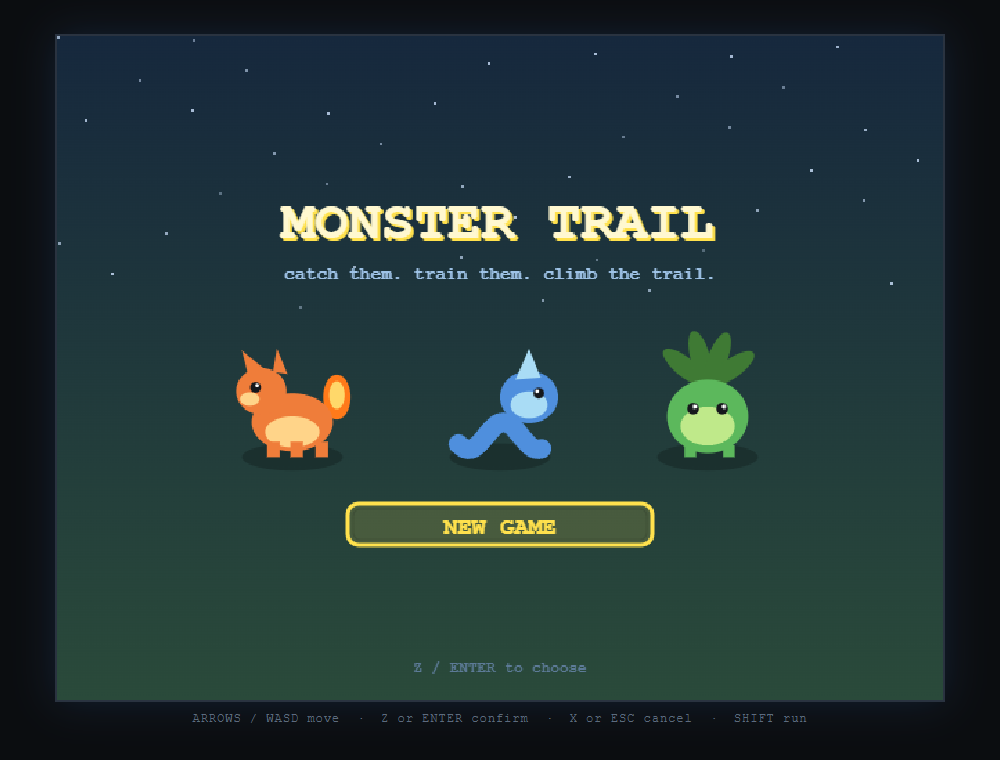 MONSTER TRAIL
catch them. train them. climb the trail.
NEW GAME
Z / ENTER to choose
ARROWS / WASD move · Z or ENTER confirm · X or ESC cancel · SHIFT run